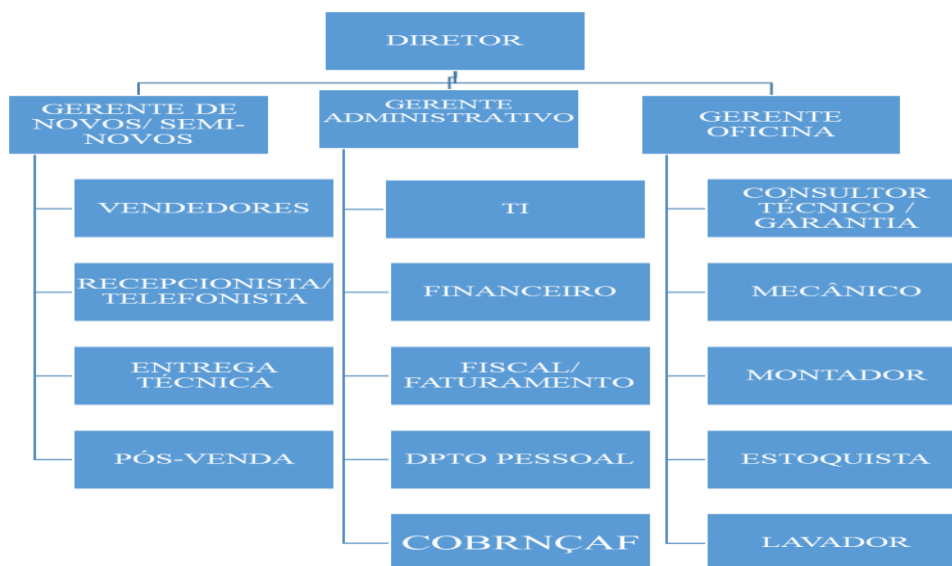 DIRETOR
GERENTE DE
NOVOS/ SEMI-
NOVOS
VENDEDORES
RECEPCIONISTA/
TELEFONISTA
ENTREGA
TÉCNICA
PÓS-VENDA
GERENTE
ADMINISTRATIVO
TI
FINANCEIRO
FISCAL/
FATURAMENTO
DPTO PESSOAL
COBRNÇAF
GERENTE
OFICINA
CONSULTOR
TÉCNICO /
GARANTIA
MECÂNICO
MONTADOR
ESTOQUISTA
LAVADOR